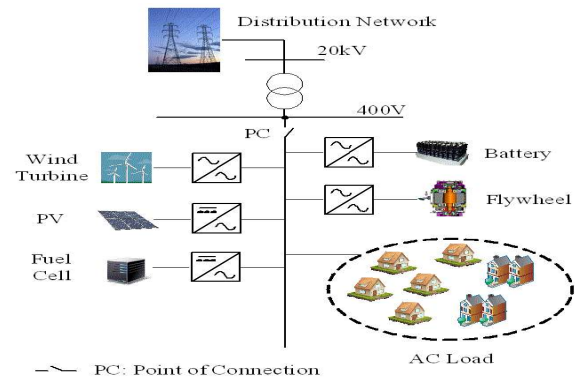 Distribution Network
20kV
400V
PC
Wind
Turbine
Battery
PV
Flywheel
Fuel
Cell
AC Load
PC: Point of Connection